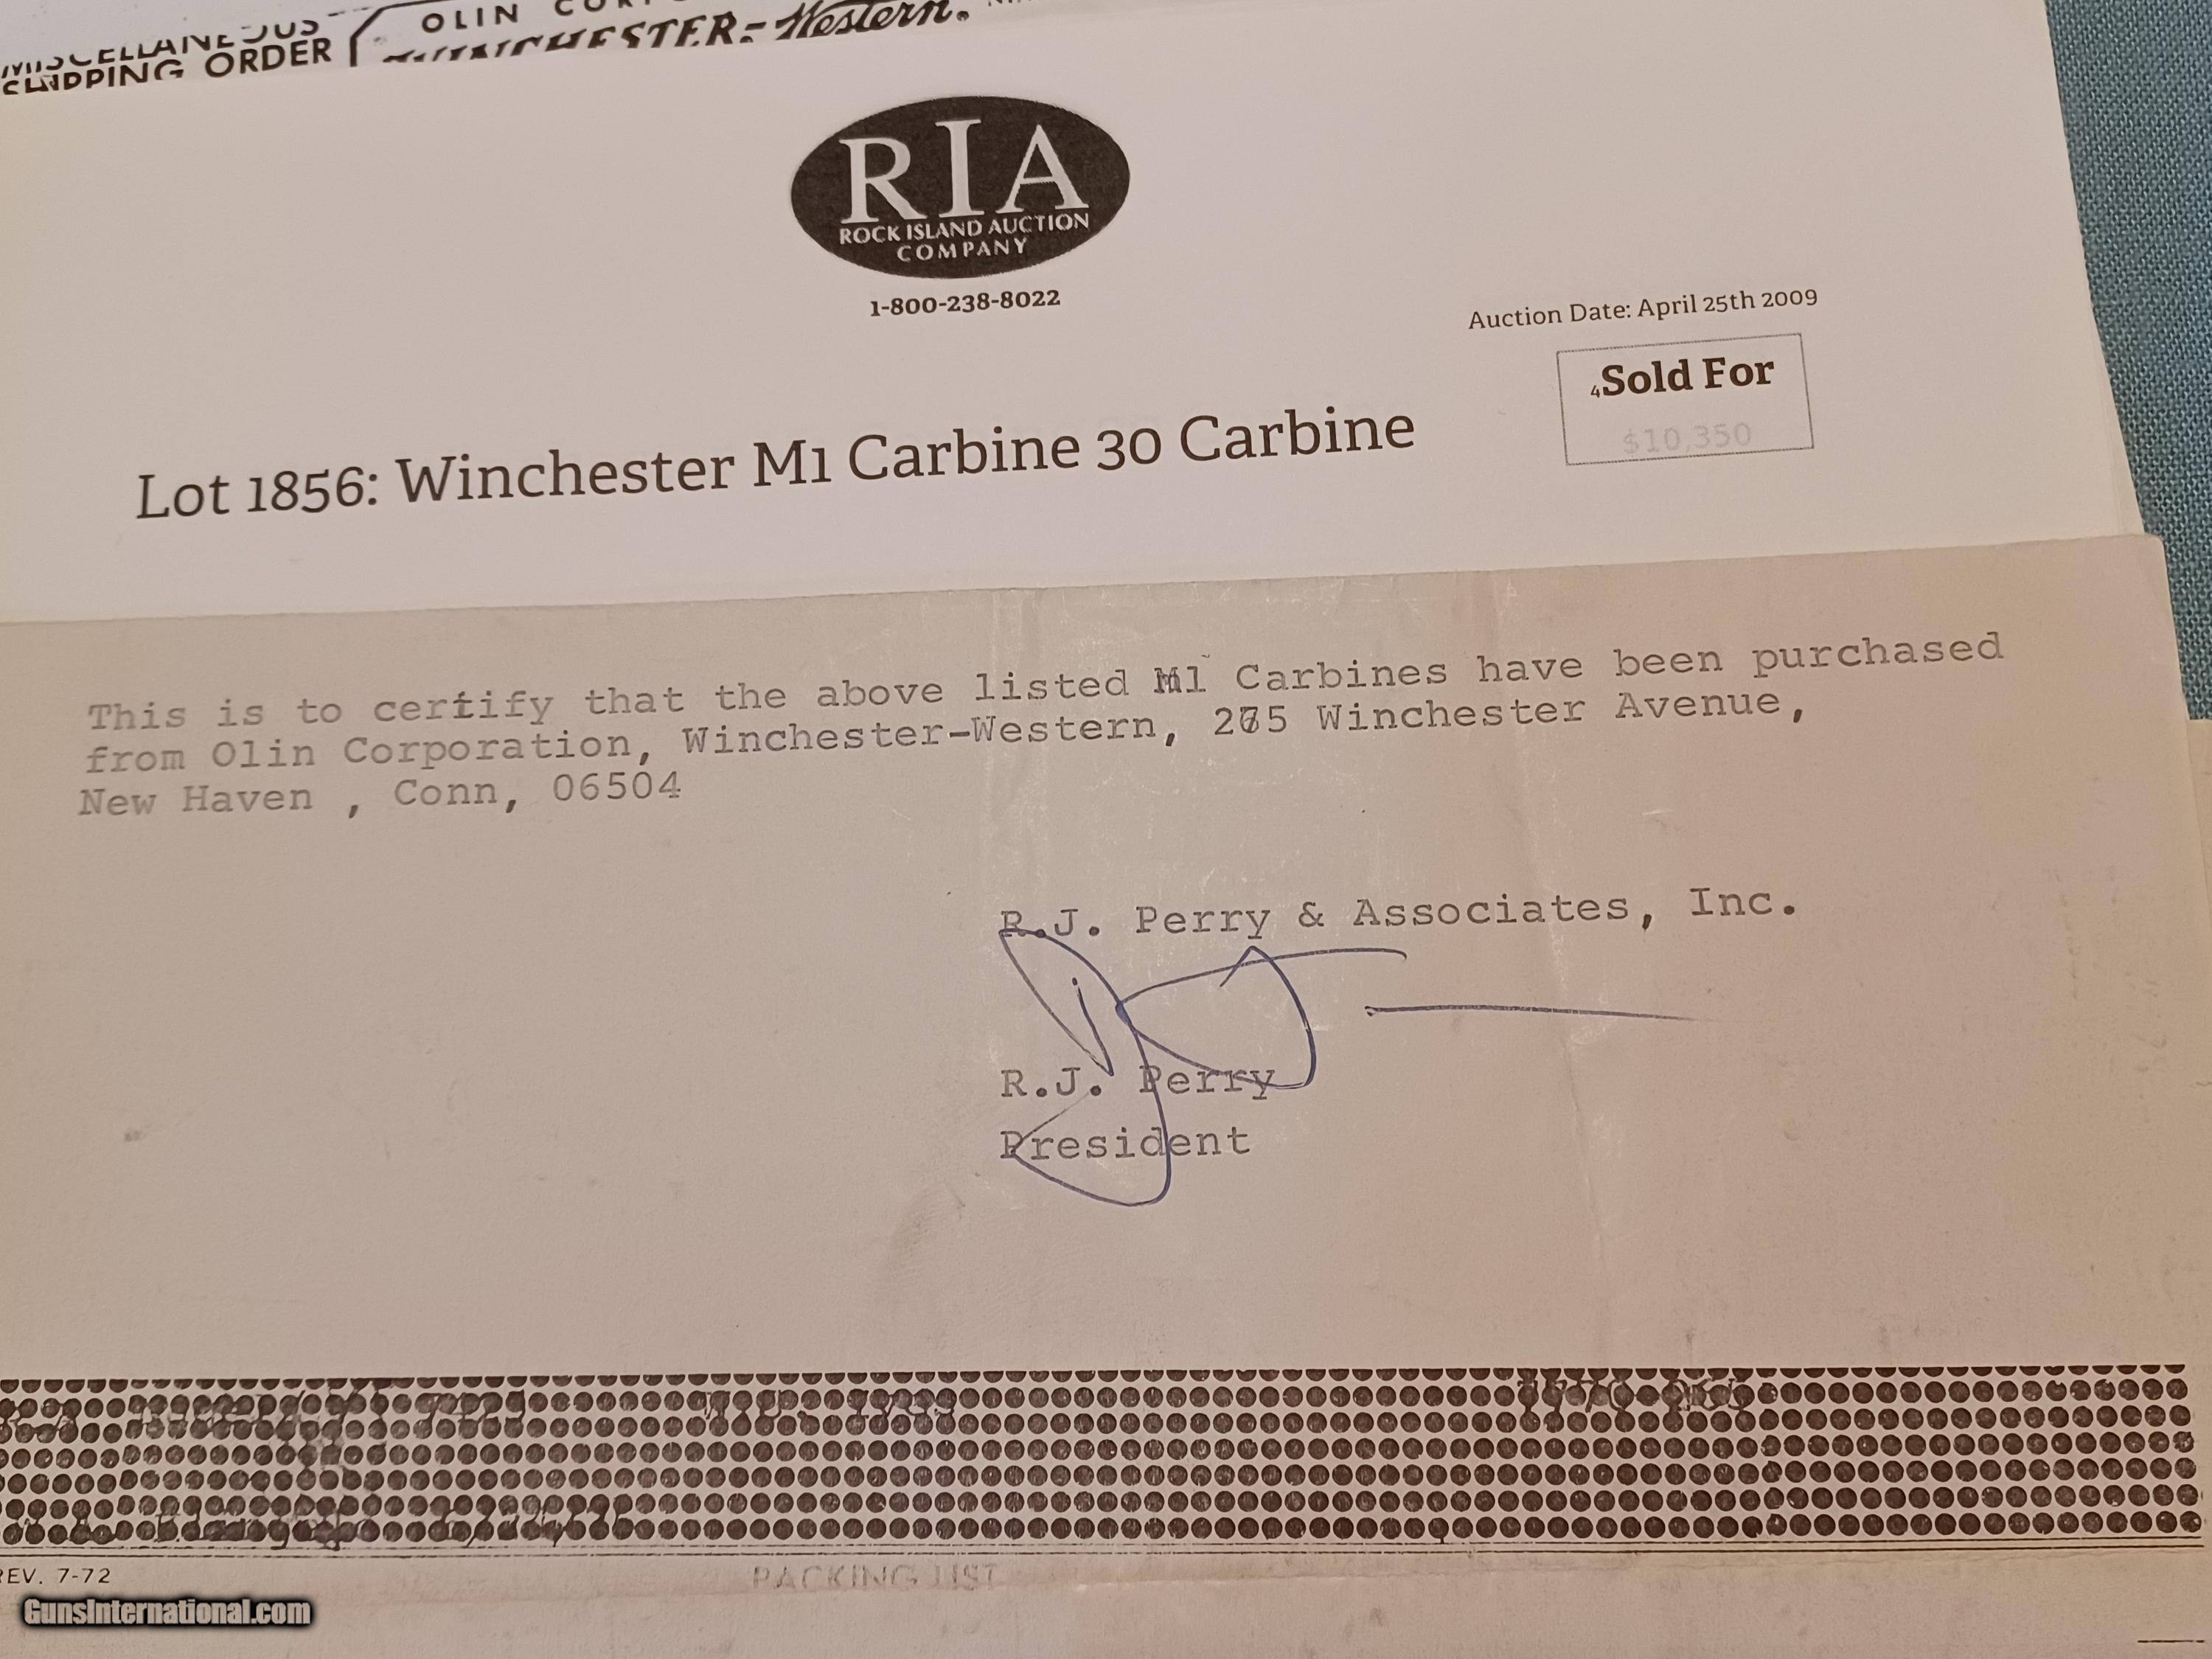 MISCELLANEOUS
SHIPPING ORDER
OLIN
WINCHESTER-Western.
RIA
ROCK ISLAND AUCTION
COMPANY
1-800-238-8022
Auction Date: April 25th 2009
4Sold For
$10,350
Lot 1856: Winchester M1 Carbine 30 Carbine
This is to certify that the above listed M1 Carbines have been purchased
from Olin Corporation, Winchester-Western, 275 Winchester Avenue,
New Haven , Conn, 06504
R.J. Perry & Associates, Inc.
R.J. Perry
President
REV. 7-72
PACKING LIST
GunsInternational.com